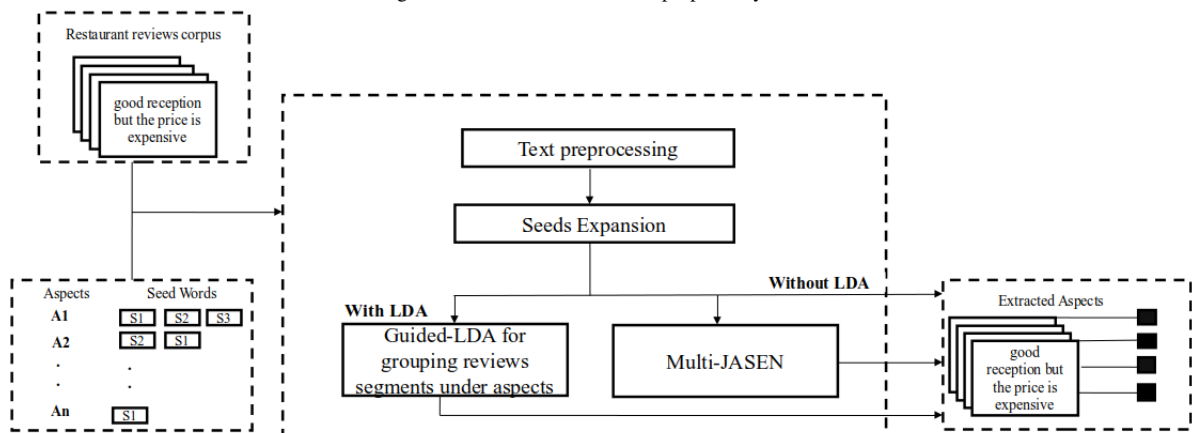 Restaurant reviews corpus
good reception
but the price is
expensive
Text preprocessing
Seeds Expansion
Aspects Seed Words
A1 S1 S2 S3
A2 S2 S1
. .
. .
An S1
With LDA
Without LDA
Guided-LDA for
grouping reviews
segments under aspects
Multi-JASEN
Extracted Aspects
good
reception but
the price is
expensive